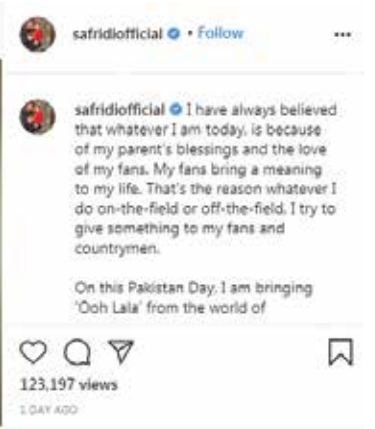 safridiofficial • Follow
safridiofficial I have always believed
that whatever I am today, is because
of my parent's blessings and the love
of my fans. My fans bring a meaning
to my life. That's the reason whatever I
do on-the-field or off-the-field, I try to
give something to my fans and
countrymen.
On this Pakistan Day, I am bringing
'Ooh Lala' from the world of
123,197 views
1 DAY AGO